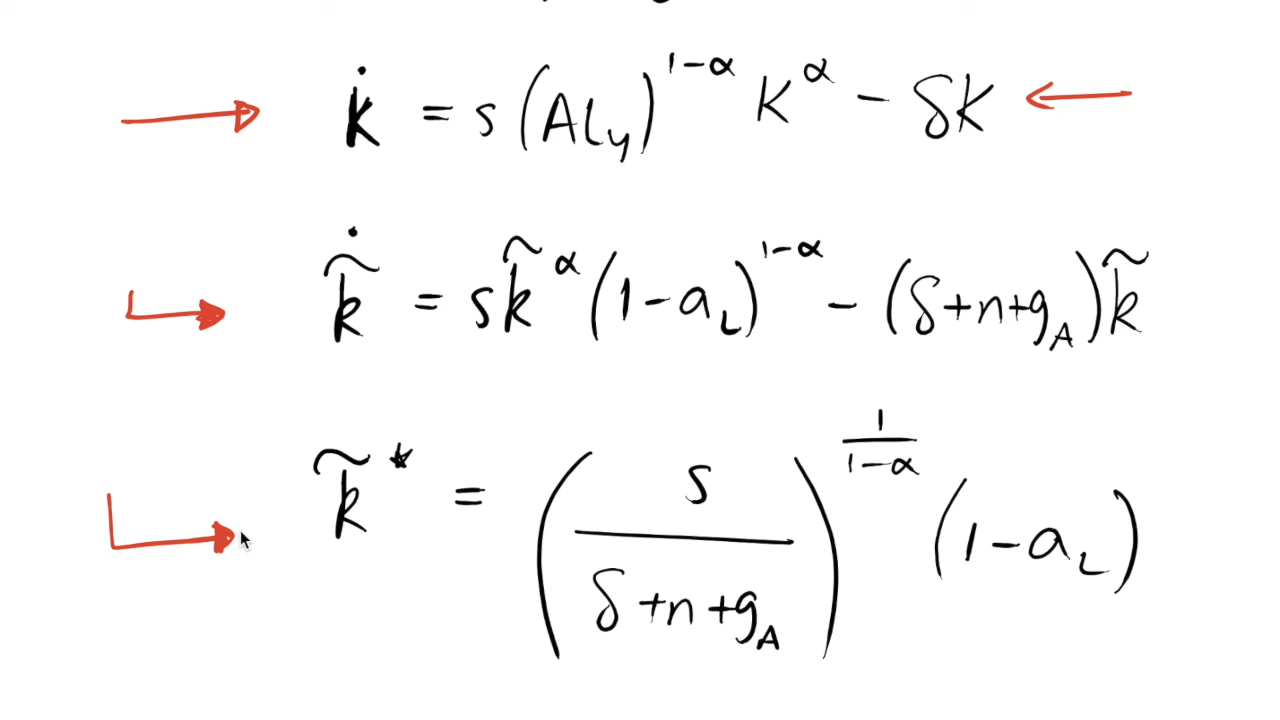 k̇ = s(AL_y)^{1-α} K^α - δK
k̃̇ = sk̃^α (1-a_L)^{1-α} - (δ+n+g_A)k̃
k̃* = (s / (δ+n+g_A))^{1/(1-α)} (1-a_L)